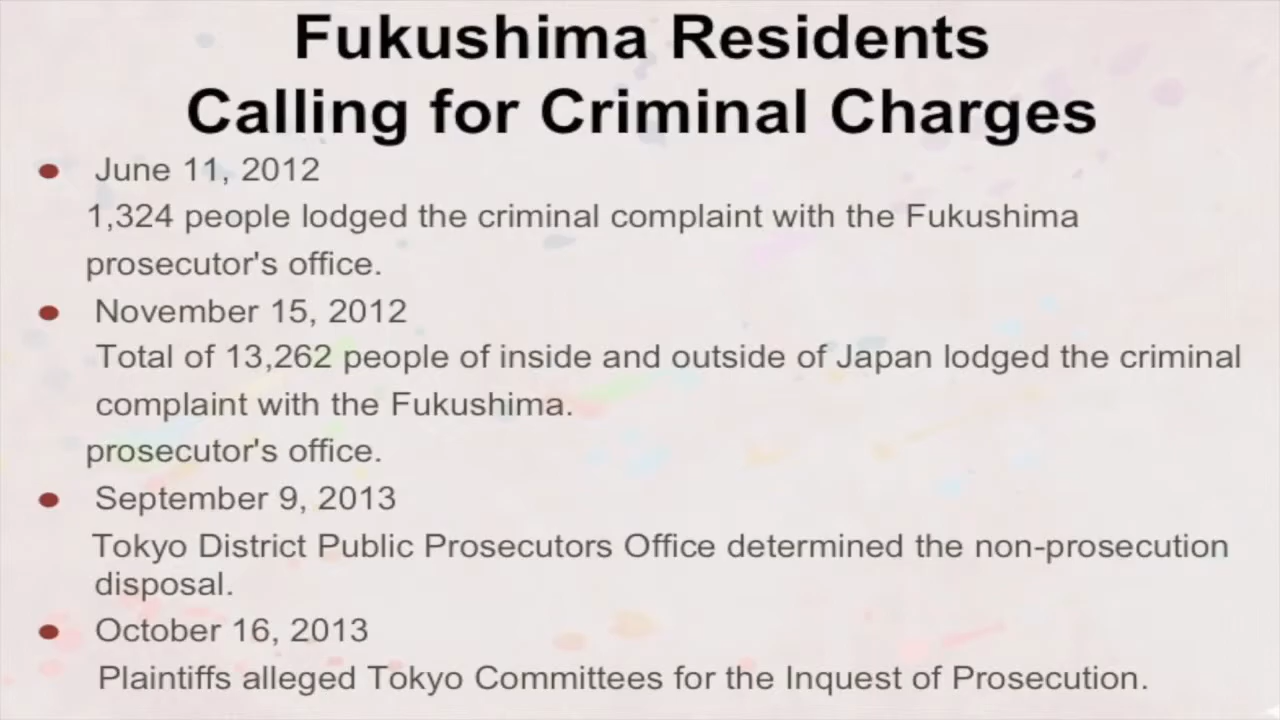 Fukushima Residents
Calling for Criminal Charges
June 11, 2012
1,324 people lodged the criminal complaint with the Fukushima
prosecutor's office.
November 15, 2012
Total of 13,262 people of inside and outside of Japan lodged the criminal
complaint with the Fukushima.
prosecutor's office.
September 9, 2013
Tokyo District Public Prosecutors Office determined the non-prosecution
disposal.
October 16, 2013
Plaintiffs alleged Tokyo Committees for the Inquest of Prosecution.